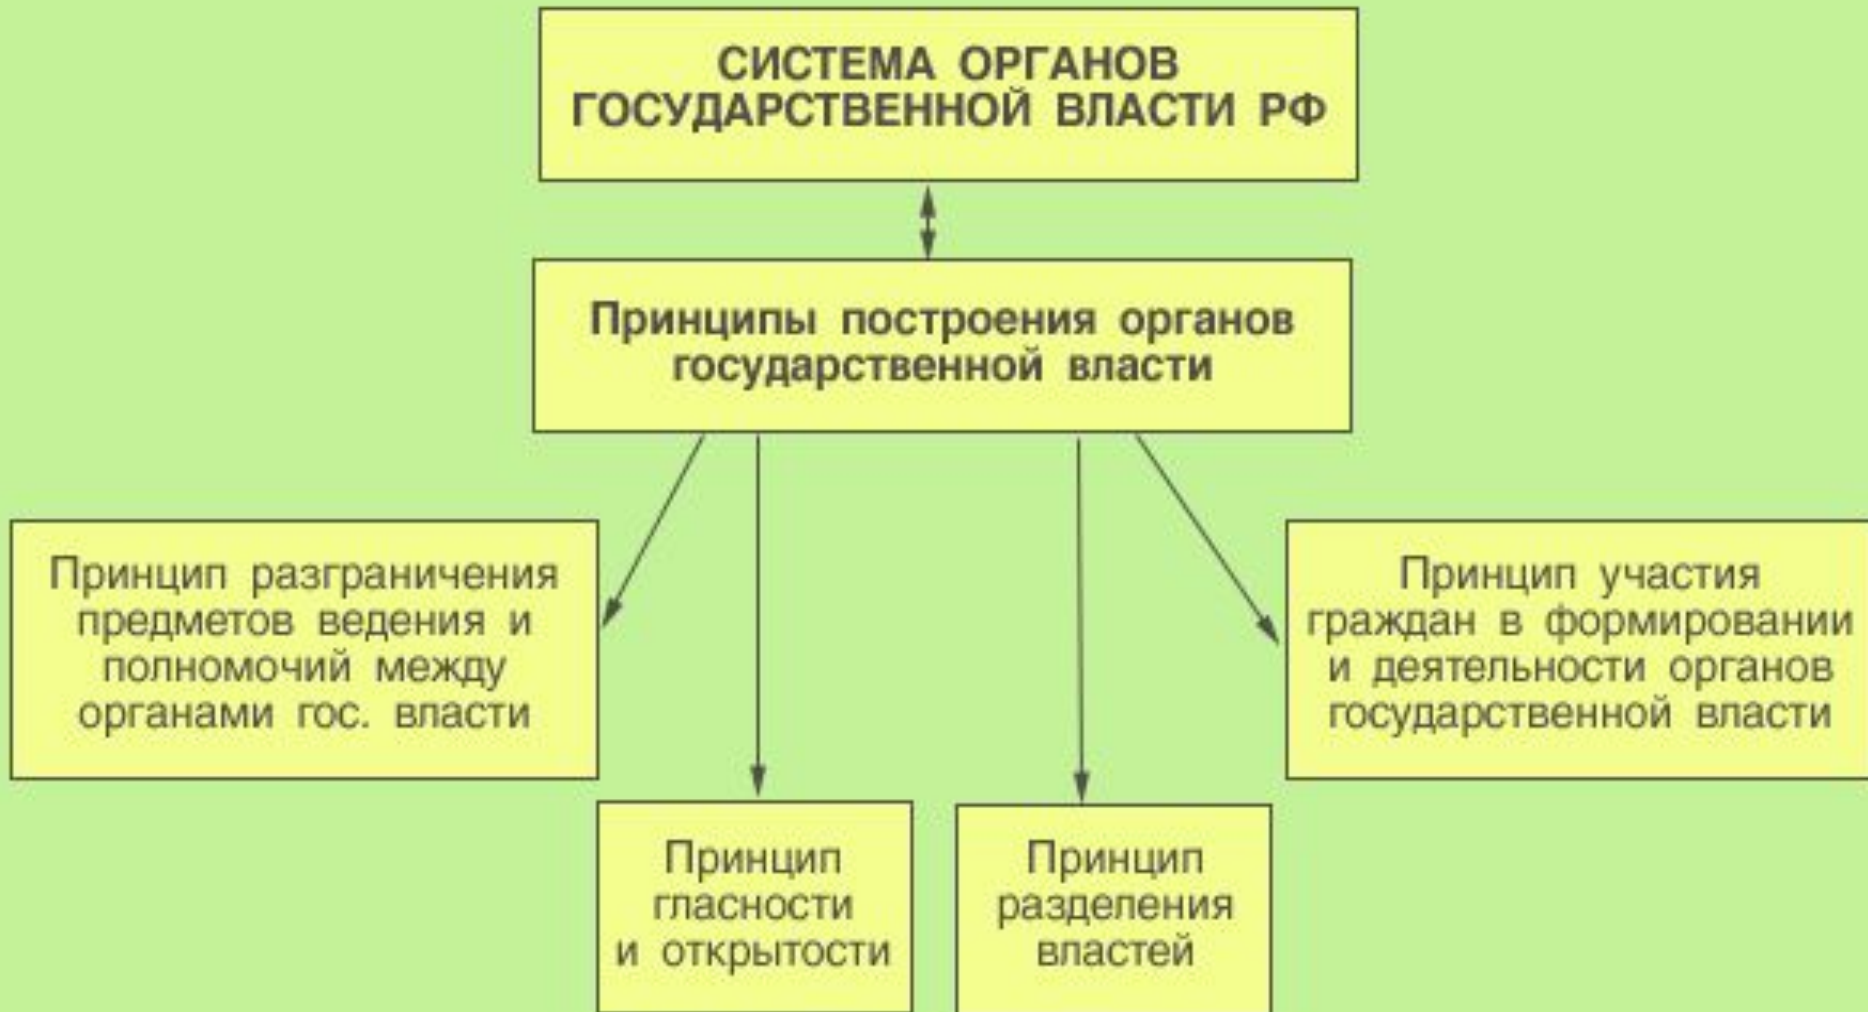 СИСТЕМА ОРГАНОВ
ГОСУДАРСТВЕННОЙ ВЛАСТИ РФ
Принципы построения органов
государственной власти
Принцип разграничения
предметов ведения и
полномочий между
органами гос. власти
Принцип
гласности
и открытости
Принцип
разделения
властей
Принцип участия
граждан в формировании
и деятельности органов
государственной власти